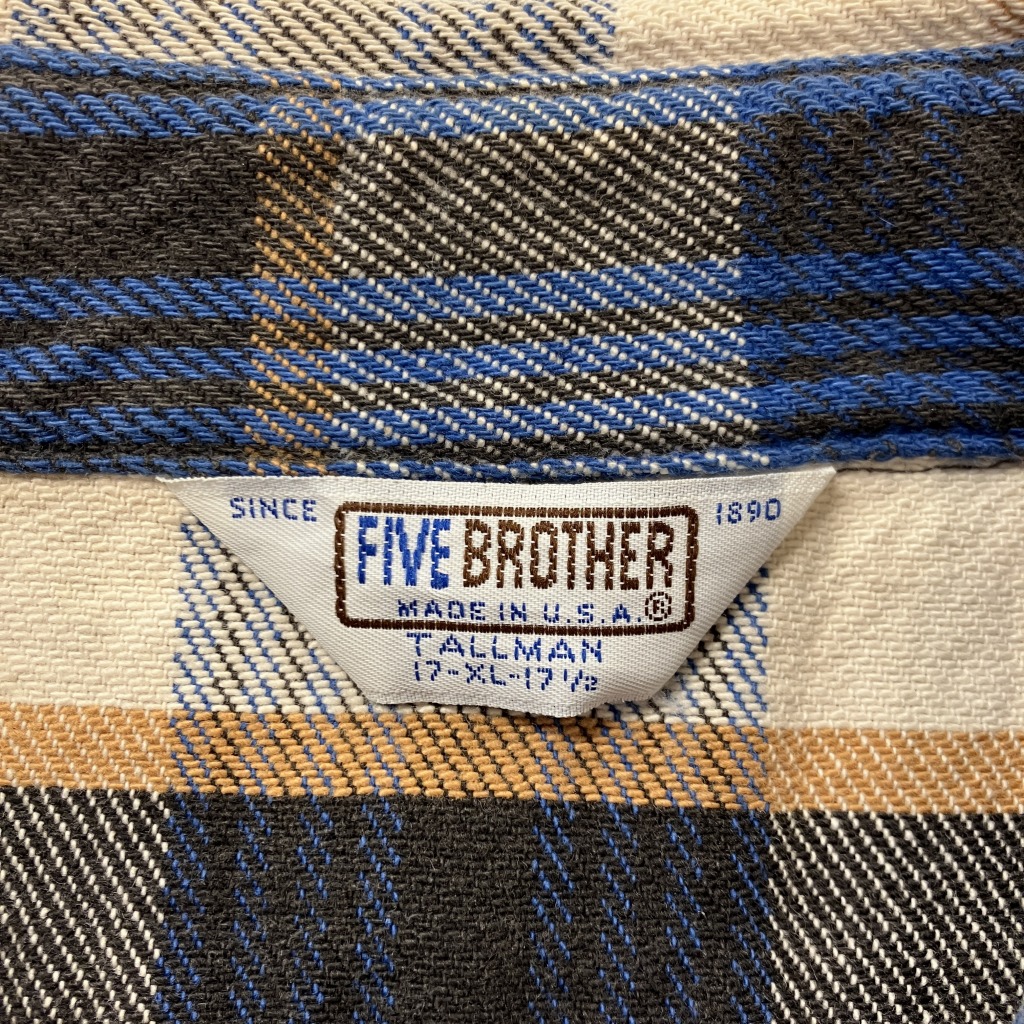 SINCE 1890
FIVE BROTHER
MADE IN U.S.A.®
TALLMAN
17-XL-17½